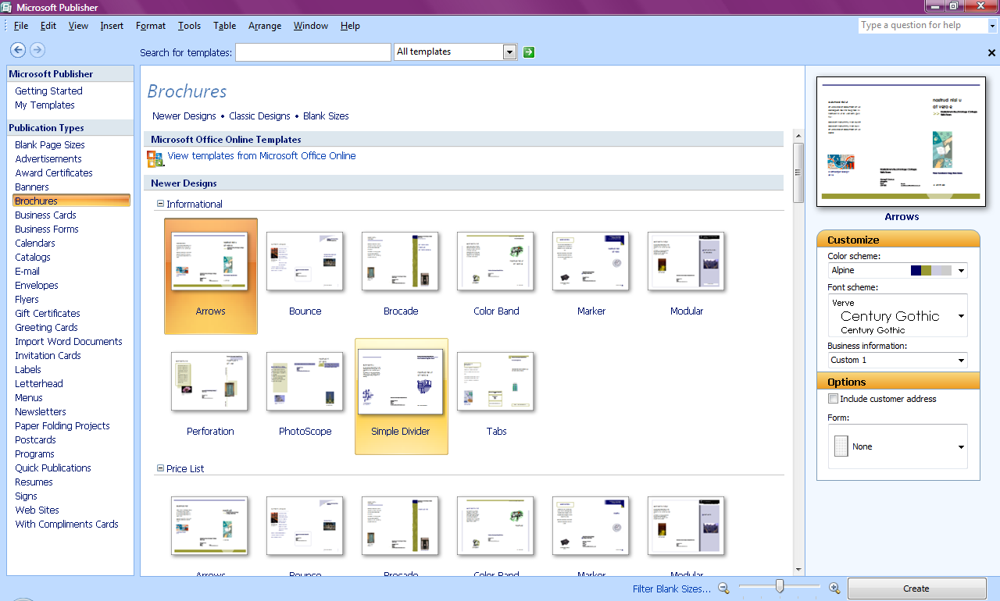 Microsoft Publisher
File Edit View Insert Format Tools Table Arrange Window Help
Type a question for help
Search for templates: All templates
Microsoft Publisher
Getting Started
My Templates
Publication Types
Blank Page Sizes
Advertisements
Award Certificates
Banners
Brochures
Business Cards
Business Forms
Calendars
Catalogs
E-mail
Envelopes
Flyers
Gift Certificates
Greeting Cards
Import Word Documents
Invitation Cards
Labels
Letterhead
Menus
Newsletters
Paper Folding Projects
Postcards
Programs
Quick Publications
Resumes
Signs
Web Sites
With Compliments Cards
Brochures
Newer Designs • Classic Designs • Blank Sizes
Microsoft Office Online Templates
View templates from Microsoft Office Online
Newer Designs
Informational
Arrows Bounce Brocade Color Band Marker Modular
Perforation PhotoScope Simple Divider Tabs
Price List
Arrows Bounce Brocade Color Band Marker Modular
nostrud nisl u
at vero e
Arrows
Customize
Color scheme:
Alpine
Font scheme:
Verve
Century Gothic
Century Gothic
Business information:
Custom 1
Options
Include customer address
Form:
None
Filter Blank Sizes...
Create